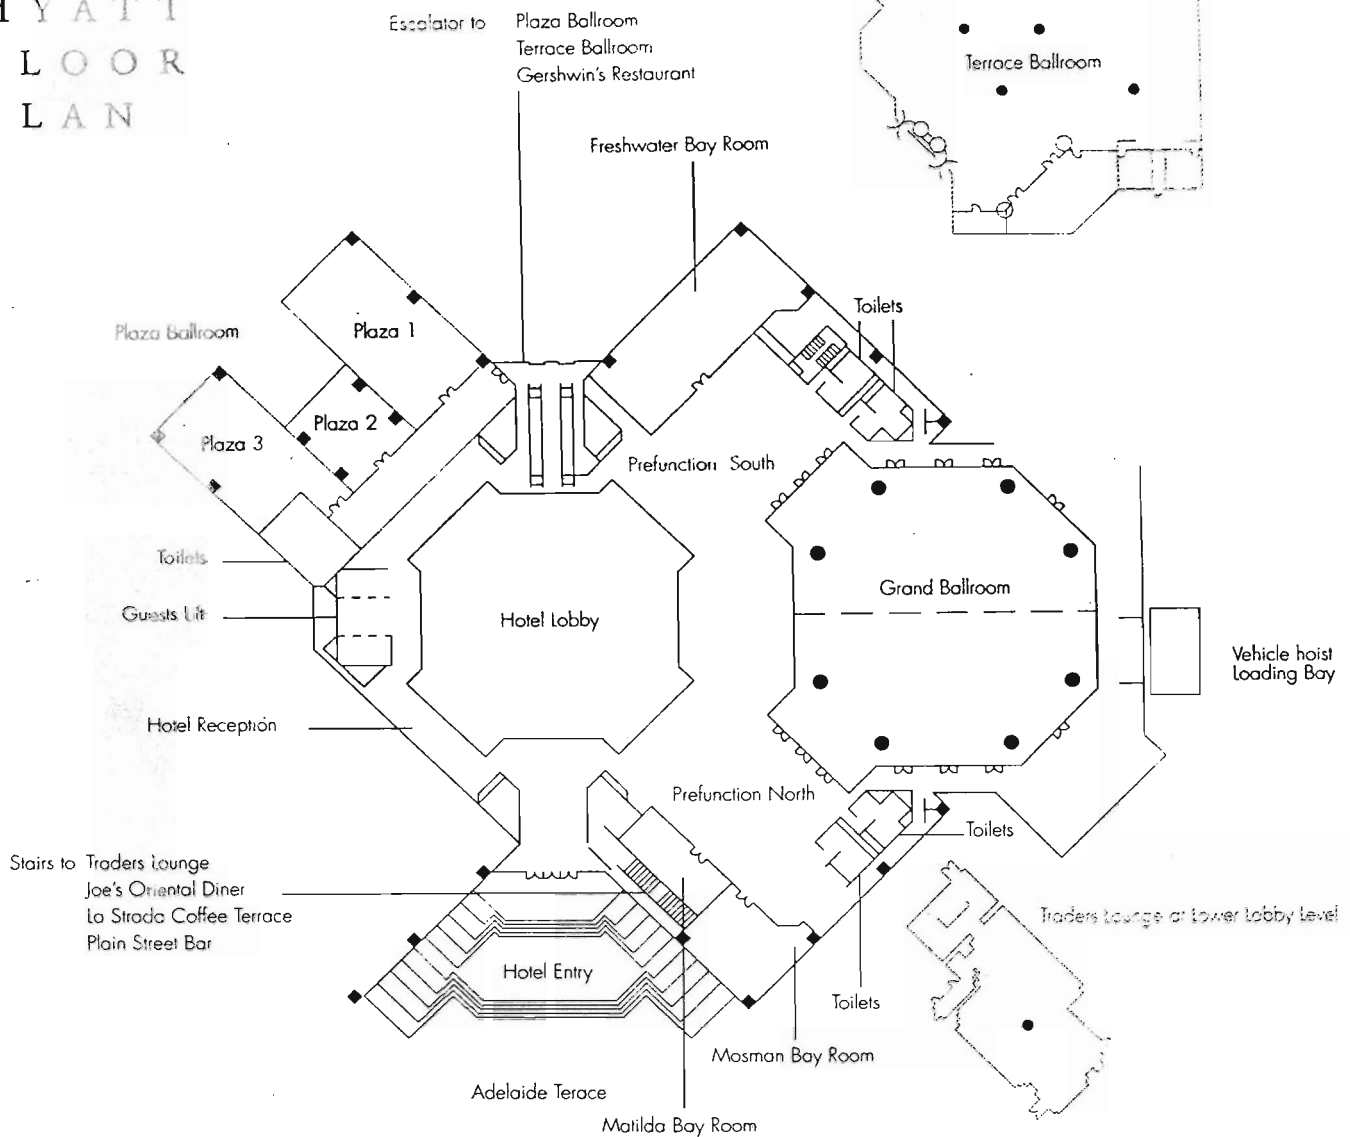 H Y A T T
L O O R
L A N
Escalator to Plaza Ballroom
Terrace Ballroom
Gershwin's Restaurant
Terrace Ballroom
Freshwater Bay Room
Toilets
Plaza Ballroom
Plaza 1
Plaza 2
Plaza 3
Prefunction South
Toilets
Guests Lift
Hotel Lobby
Grand Ballroom
Vehicle hoist
Loading Bay
Hotel Reception
Prefunction North
Toilets
Stairs to Traders Lounge
Joe's Oriental Diner
La Strada Coffee Terrace
Plain Street Bar
Traders Lounge at Lower Lobby Level
Hotel Entry
Toilets
Mosman Bay Room
Adelaide Terace
Matilda Bay Room